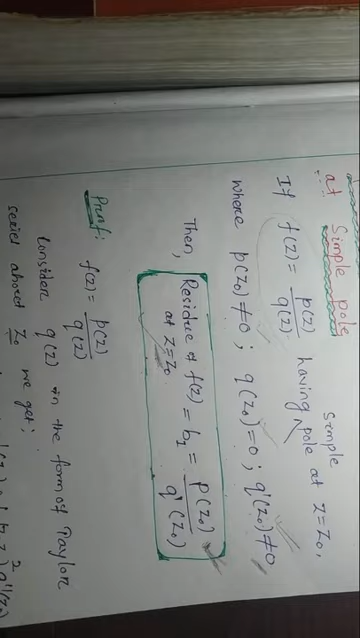 at Simple pole
If f(z) = p(z)/q(z) having simple pole at z=z₀,
where p(z₀)≠0 ; q(z₀)=0 ; q'(z₀)≠0
Then, Residue of f(z) = b₁ = p(z₀)/q'(z₀)
at z=z₀
Proof: f(z) = p(z)/q(z)
Consider q(z) in the form of Taylor
series about z₀ we get;